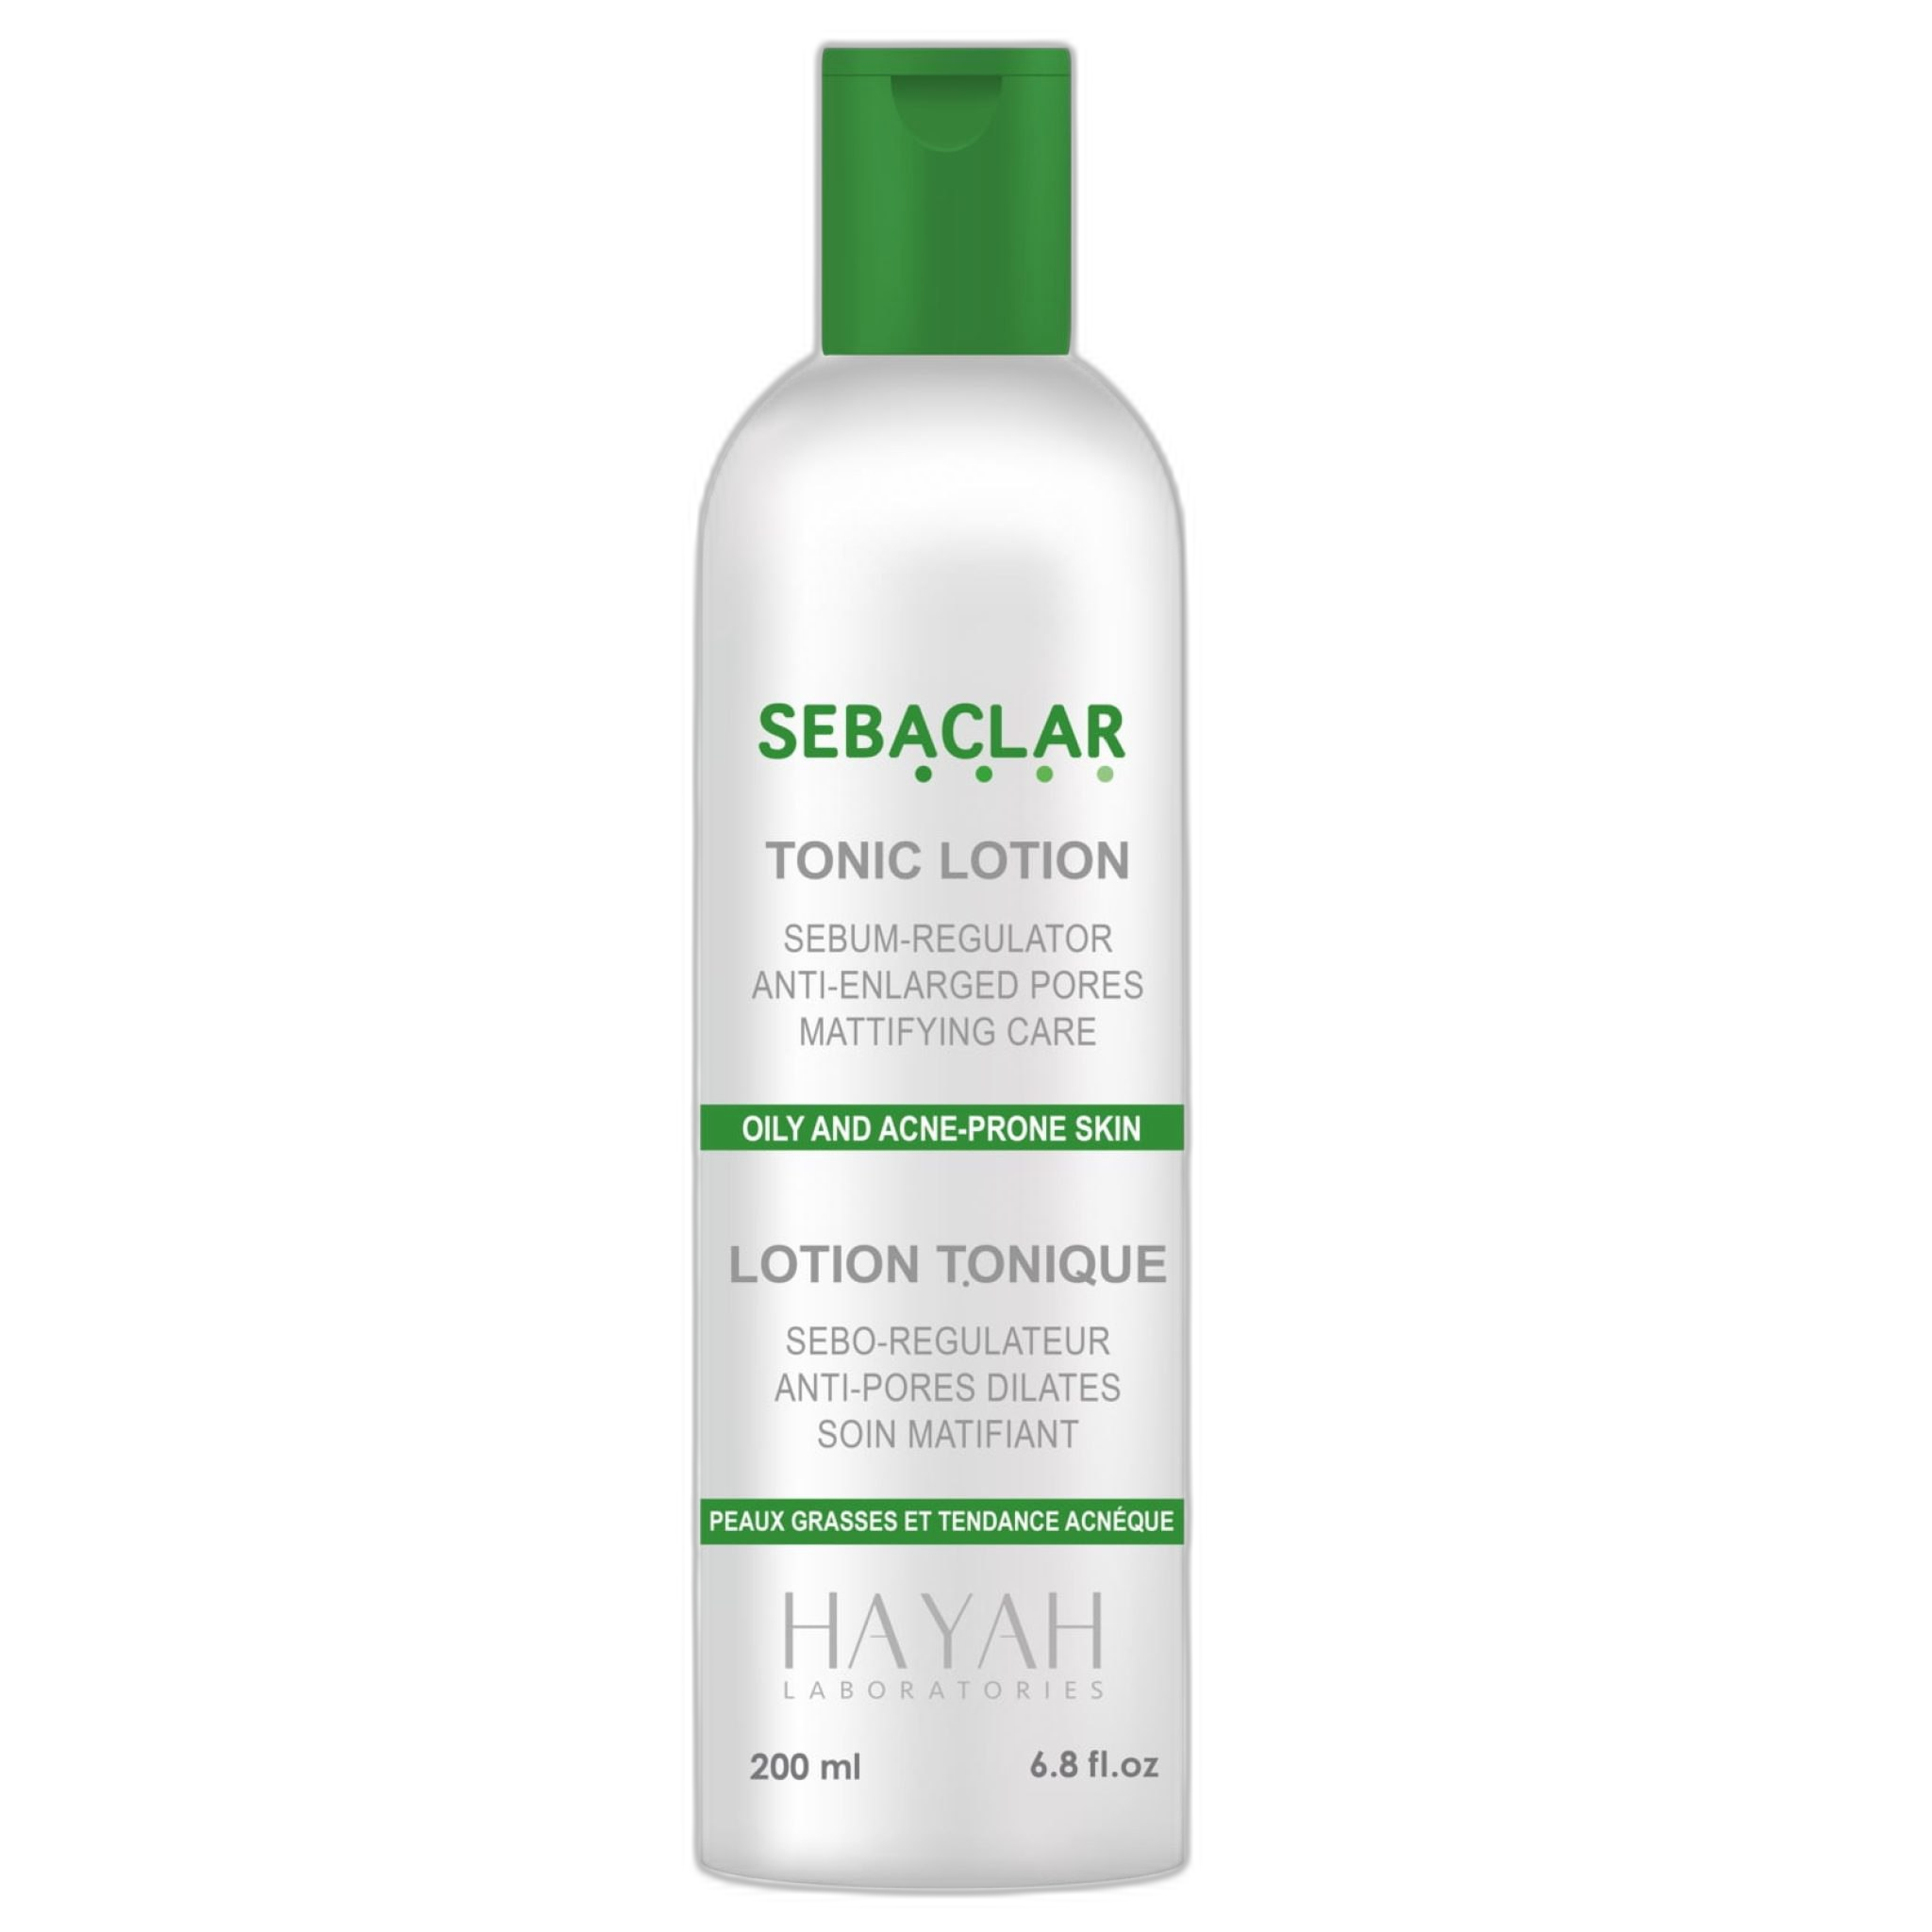 SEBACLAR
TONIC LOTION
SEBUM-REGULATOR
ANTI-ENLARGED PORES
MATTIFYING CARE
OILY AND ACNE-PRONE SKIN
LOTION TONIQUE
SEBO-REGULATEUR
ANTI-PORES DILATES
SOIN MATIFIANT
PEAUX GRASSES ET TENDANCE ACNÉQUE
HAYAH
LABORATORIES
200 ml 6.8 fl.oz